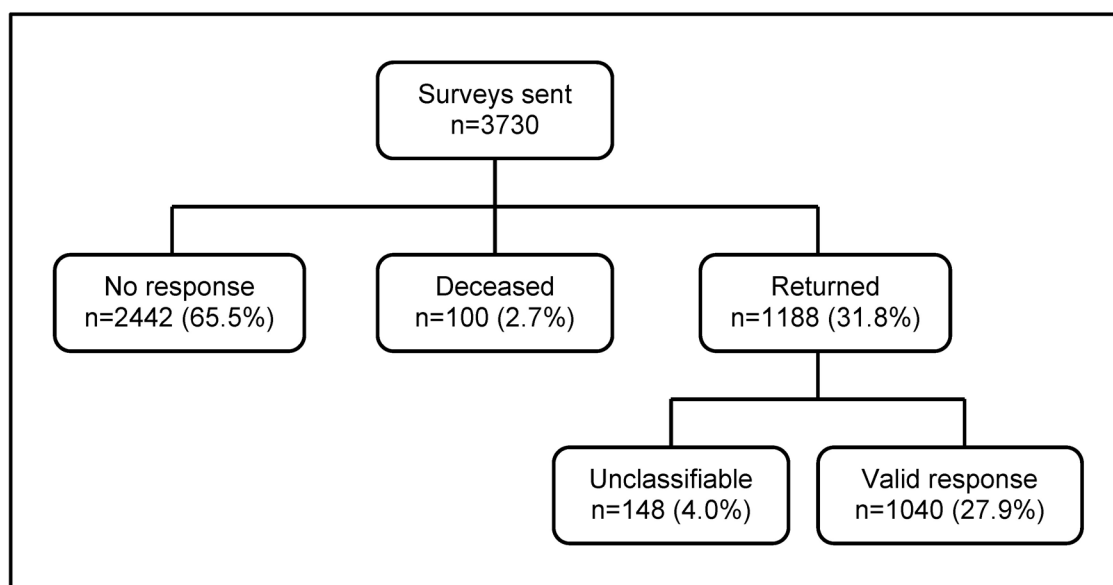 Surveys sent
n=3730
No response
n=2442 (65.5%)
Deceased
n=100 (2.7%)
Returned
n=1188 (31.8%)
Unclassifiable
n=148 (4.0%)
Valid response
n=1040 (27.9%)